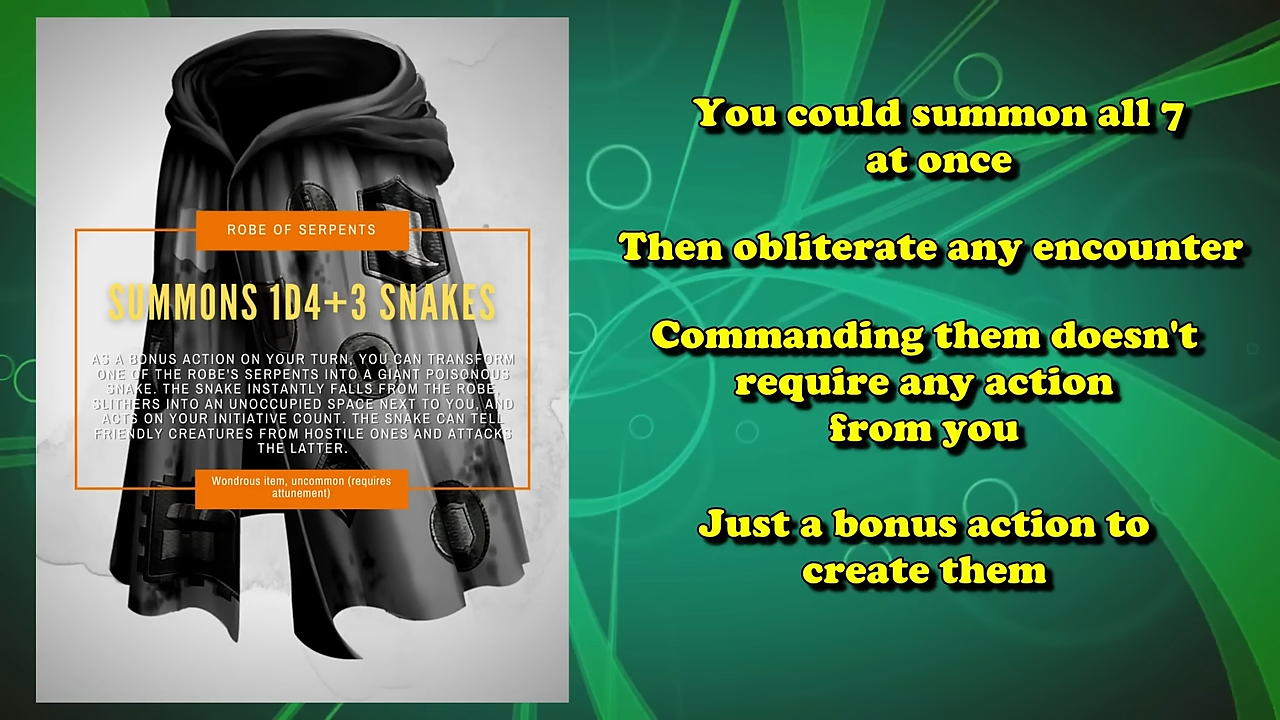 ROBE OF SERPENTS
SUMMONS 1D4+3 SNAKES
AS A BONUS ACTION ON YOUR TURN, YOU CAN TRANSFORM
ONE OF THE ROBE'S SERPENTS INTO A GIANT POISONOUS
SNAKE. THE SNAKE INSTANTLY FALLS FROM THE ROBE,
SLITHERS INTO AN UNOCCUPIED SPACE NEXT TO YOU, AND
ACTS ON YOUR INITIATIVE COUNT. THE SNAKE CAN TELL
FRIENDLY CREATURES FROM HOSTILE ONES AND ATTACKS
THE LATTER.
Wondrous item, uncommon (requires
attunement)
You could summon all 7
at once
Then obliterate any encounter
Commanding them doesn't
require any action
from you
Just a bonus action to
create them